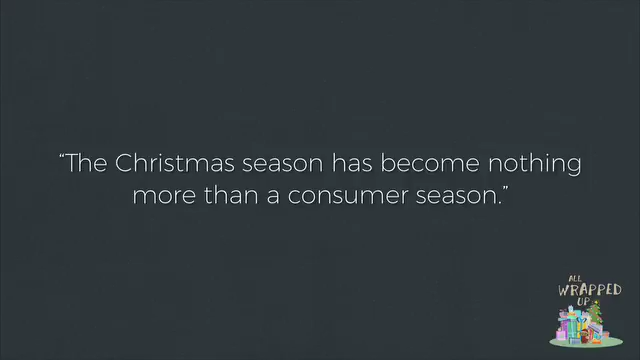 “The Christmas season has become nothing
more than a consumer season.”
ALL
WRAPPED
UP